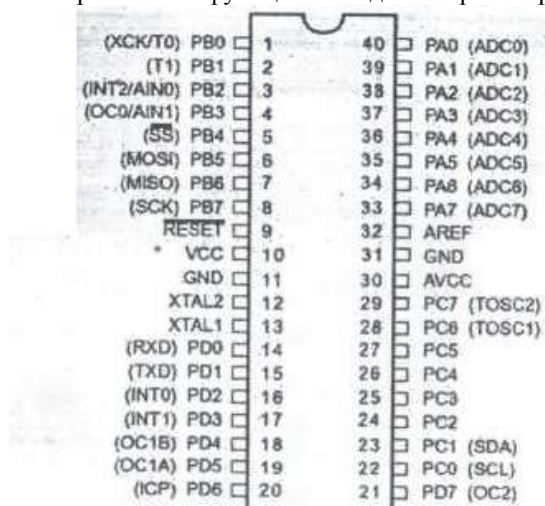 (XCK/T0) PB0 1 40 PA0 (ADC0)
(T1) PB1 2 39 PA1 (ADC1)
(INT2/AIN0) PB2 3 38 PA2 (ADC2)
(OC0/AIN1) PB3 4 37 PA3 (ADC3)
(SS) PB4 5 36 PA4 (ADC4)
(MOSI) PB5 6 35 PA5 (ADC5)
(MISO) PB6 7 34 PA6 (ADC6)
(SCK) PB7 8 33 PA7 (ADC7)
RESET 9 32 AREF
VCC 10 31 GND
GND 11 30 AVCC
XTAL2 12 29 PC7 (TOSC2)
XTAL1 13 28 PC6 (TOSC1)
(RXD) PD0 14 27 PC5
(TXD) PD1 15 26 PC4
(INT0) PD2 16 25 PC3
(INT1) PD3 17 24 PC2
(OC1B) PD4 18 23 PC1 (SDA)
(OC1A) PD5 19 22 PC0 (SCL)
(ICP) PD6 20 21 PD7 (OC2)